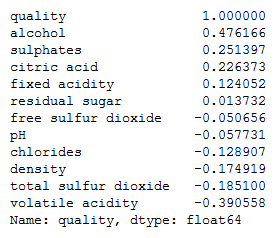 quality 1.000000
alcohol 0.476166
sulphates 0.251397
citric acid 0.226373
fixed acidity 0.124052
residual sugar 0.013732
free sulfur dioxide -0.050656
pH -0.057731
chlorides -0.128907
density -0.174919
total sulfur dioxide -0.185100
volatile acidity -0.390558
Name: quality, dtype: float64